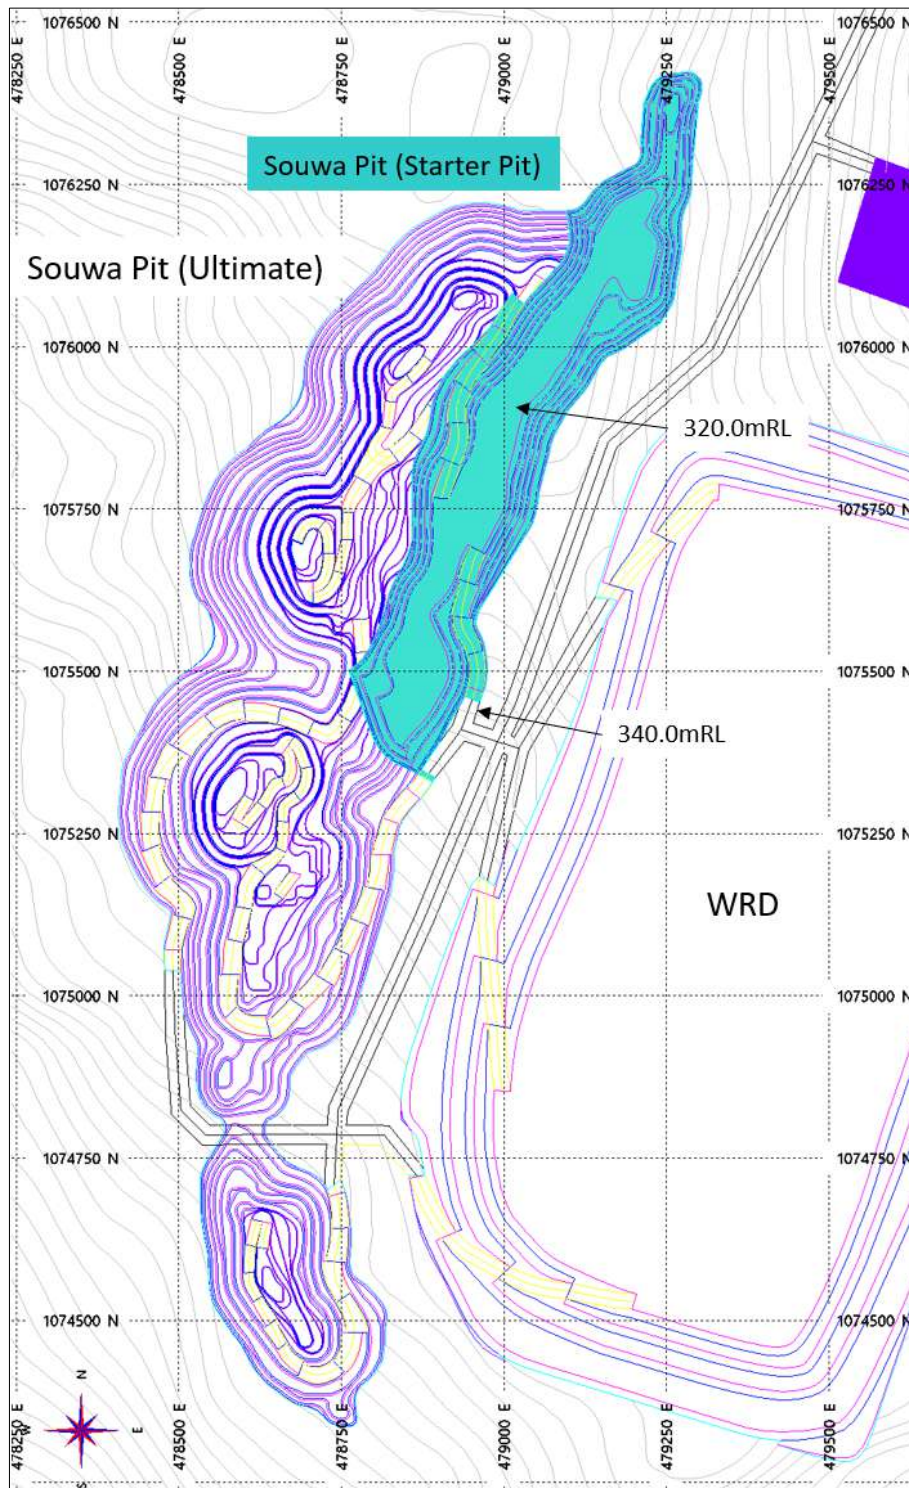 1076500 N
1076500 N
478250 E
478500 E
478750 E
479000 E
479250 E
479500 E
Souwa Pit (Starter Pit)
1076250 N
1076250 N
Souwa Pit (Ultimate)
1076000 N
1076000 N
320.0mRL
1075750 N
1075750 N
1075500 N
1075500 N
340.0mRL
1075250 N
1075250 N
WRD
1075000 N
1075000 N
1074750 N
1074750 N
1074500 N
1074500 N
N
W
E
S
478250 E
478500 E
478750 E
479000 E
479250 E
479500 E